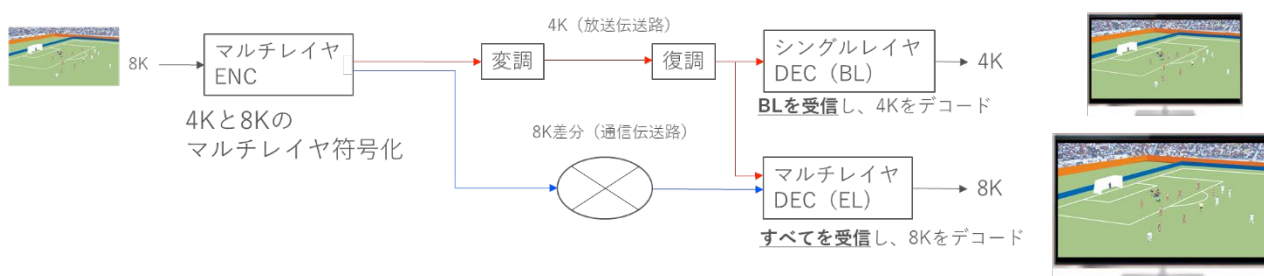 8K
マルチレイヤ
ENC
4Kと8Kの
マルチレイヤ符号化
4K（放送伝送路）
変調
復調
シングルレイヤ
DEC（BL）
4K
BLを受信し、4Kをデコード
8K差分（通信伝送路）
マルチレイヤ
DEC（EL）
8K
すべてを受信し、8Kをデコード